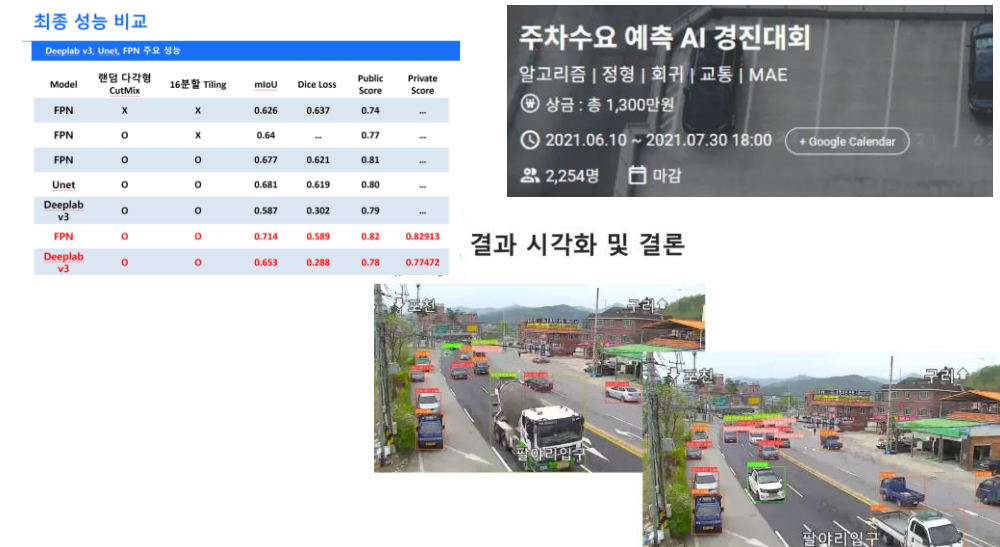 최종 성능 비교
Deeplab v3, Unet, FPN 주요 성능
Model 랜덤 다각형 CutMix 16분할 Tiling mIoU Dice Loss Public Score Private Score
FPN X X 0.626 0.637 0.74 ...
FPN O X 0.64 ... 0.77 ...
FPN O O 0.677 0.621 0.81 ...
Unet O O 0.681 0.619 0.80 ...
Deeplab v3 O O 0.587 0.302 0.79 ...
FPN O O 0.714 0.589 0.82 0.82913
Deeplab v3 O O 0.653 0.288 0.78 0.77472
주차수요 예측 AI 경진대회
알고리즘 | 정형 | 회귀 | 교통 | MAE
상금 : 총 1,300만원
2021.06.10 ~ 2021.07.30 18:00 + Google Calendar
2,254명 마감
결과 시각화 및 결론
포천 구리
팔야리입구
포천 구리
팔야리입구